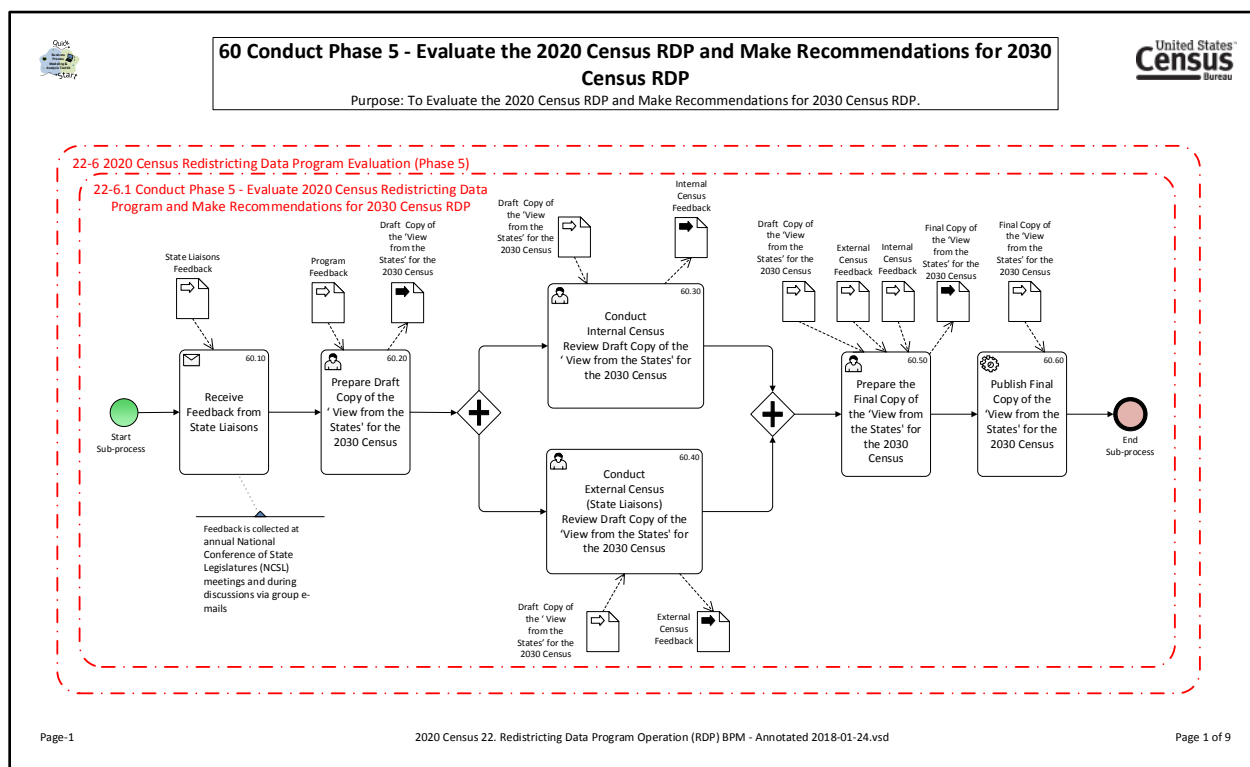 Quick
Start
60 Conduct Phase 5 - Evaluate the 2020 Census RDP and Make Recommendations for 2030
Census RDP
Purpose: To Evaluate the 2020 Census RDP and Make Recommendations for 2030 Census RDP.
United States™
Census
Bureau
22-6 2020 Census Redistricting Data Program Evaluation (Phase 5)
22-6.1 Conduct Phase 5 - Evaluate 2020 Census Redistricting Data
Program and Make Recommendations for 2030 Census RDP
State Liaisons
Feedback
Program
Feedback
Draft Copy of
the ‘View
from the
States’ for the
2030 Census
Draft Copy of
the ‘ View
from the
States’ for the
2030 Census
Internal
Census
Feedback
Draft Copy of
the ‘View
from the
States’ for the
2030 Census
External
Census
Feedback
Internal
Census
Feedback
Final Copy of
the ‘View
from the
States’ for the
2030 Census
Final Copy of
the ‘View
from the
States’ for the
2030 Census
Start
Sub-process
60.10
Receive
Feedback from
State Liaisons
60.20
Prepare Draft
Copy of the
‘ View from the
States' for the
2030 Census
60.30
Conduct
Internal Census
Review Draft Copy of the
‘ View from the States' for
the 2030 Census
60.40
Conduct
External Census
(State Liaisons)
Review Draft Copy of the
‘View from the States' for
the 2030 Census
60.50
Prepare the
Final Copy of
the ‘View from
the States' for
the 2030
Census
60.60
Publish Final
Copy of the
‘View from the
States' for the
2030 Census
End
Sub-process
Feedback is collected at
annual National
Conference of State
Legislatures (NCSL)
meetings and during
discussions via group e-
mails
Draft Copy of
the ‘ View
from the
States’ for the
2030 Census
External
Census
Feedback
Page-1
2020 Census 22. Redistricting Data Program Operation (RDP) BPM - Annotated 2018-01-24.vsd
Page 1 of 9